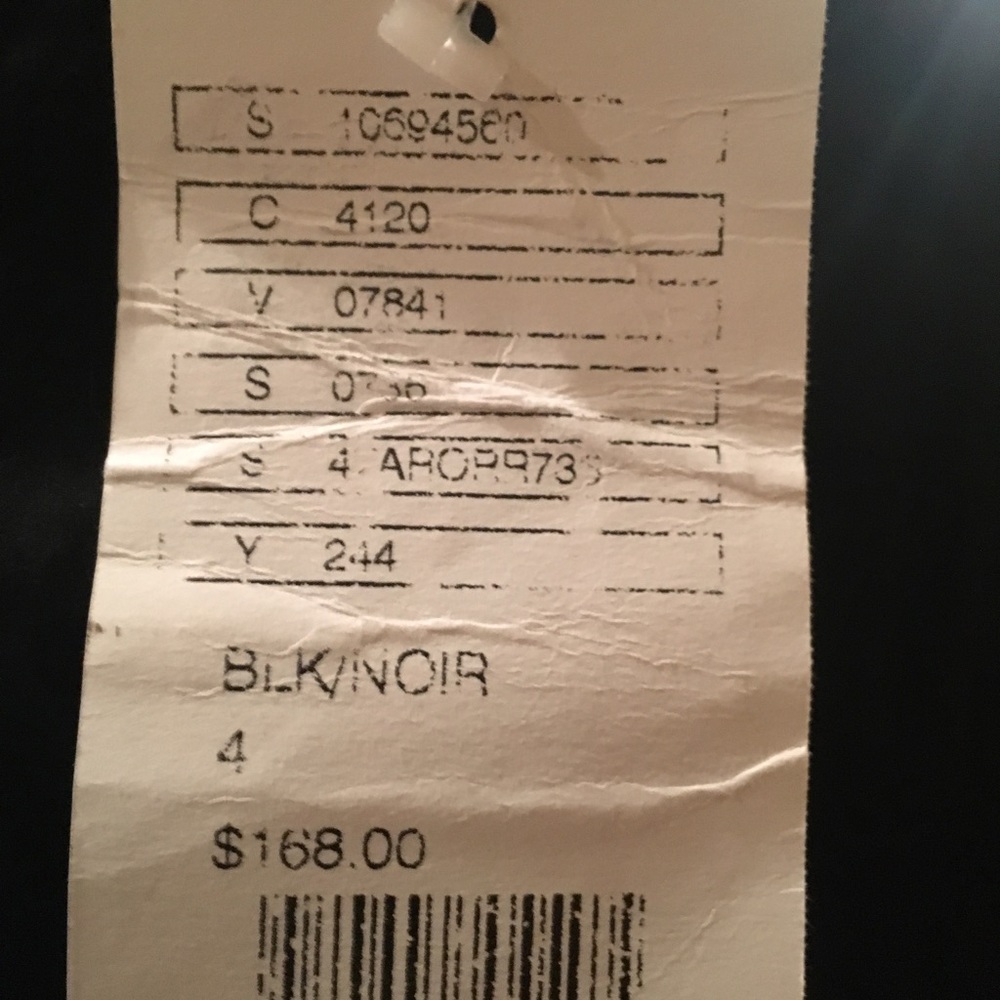 S 10694560
C 4120
V 07841
S
S
Y 244
BLK/NOIR
4
$168.00